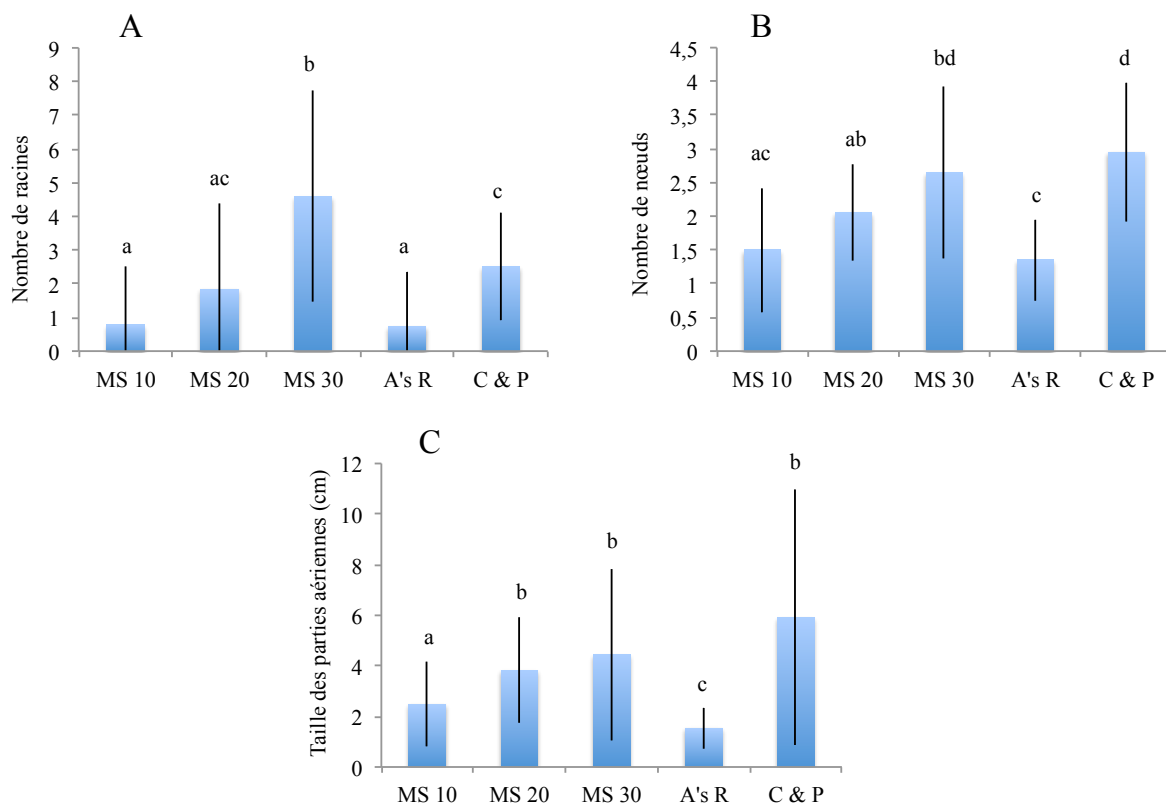 A
Nombre de racines
9
8
7
6
5
4
3
2
1
0
a
ac
b
a
c
MS 10 MS 20 MS 30 A's R C & P
B
Nombre de nœuds
4,5
4
3,5
3
2,5
2
1,5
1
0,5
0
ac
ab
bd
c
d
MS 10 MS 20 MS 30 A's R C & P
C
Taille des parties aériennes (cm)
12
10
8
6
4
2
0
a
b
b
c
b
MS 10 MS 20 MS 30 A's R C & P